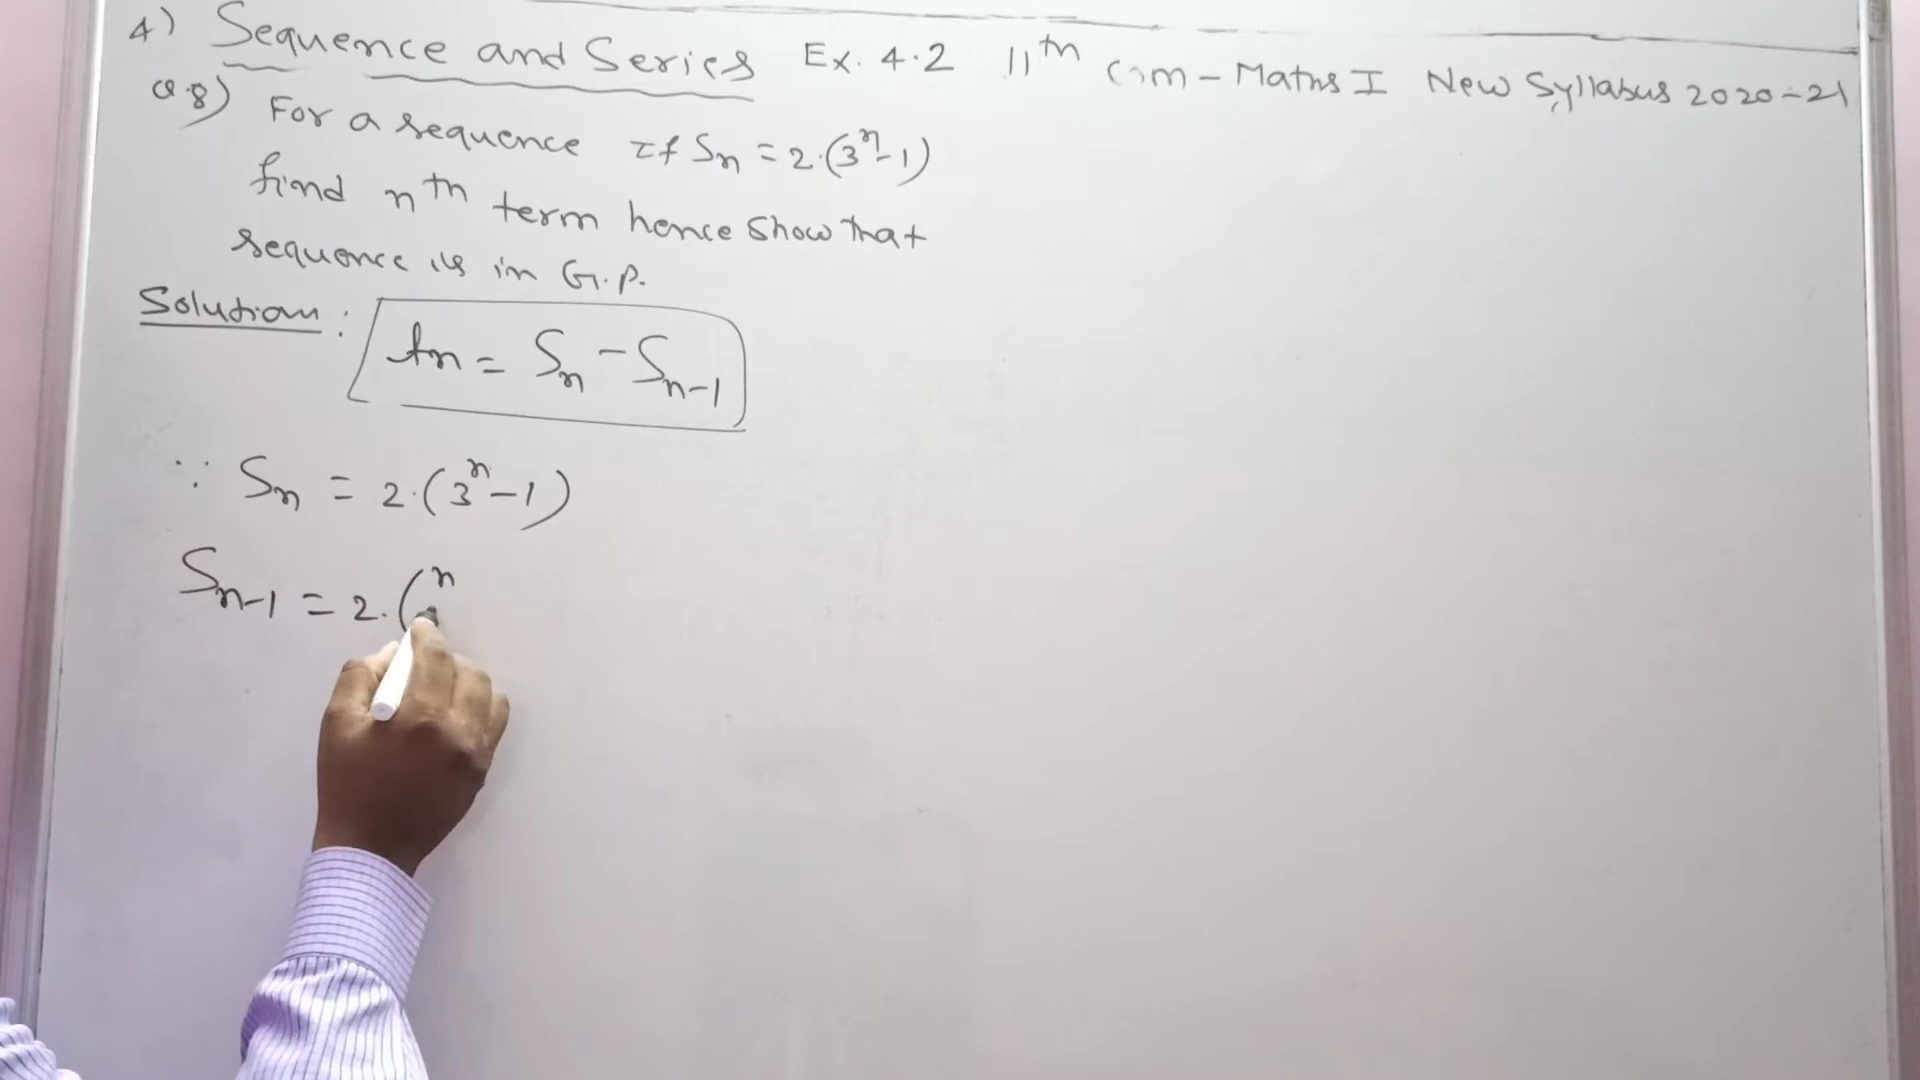 4) Sequence and Series Ex. 4.2 11th Com - Maths I New Syllabus 2020-21
Q.8) For a sequence If Sn = 2.(3ⁿ-1)
find nth term hence show that
sequence is in G.P.
Solution : tn = Sn - Sn-1
∵ Sn = 2.(3ⁿ-1)
Sn-1 = 2.(ⁿ